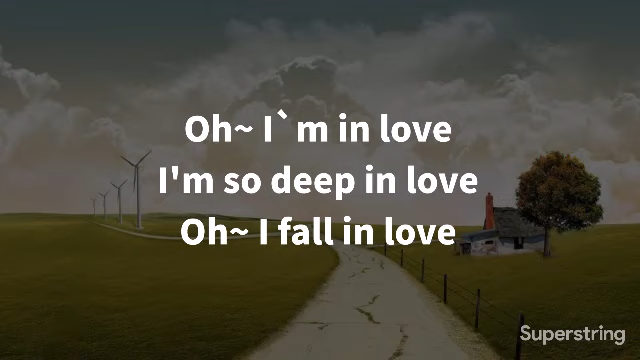 Oh~ I`m in love
I'm so deep in love
Oh~ I fall in love
Superstring